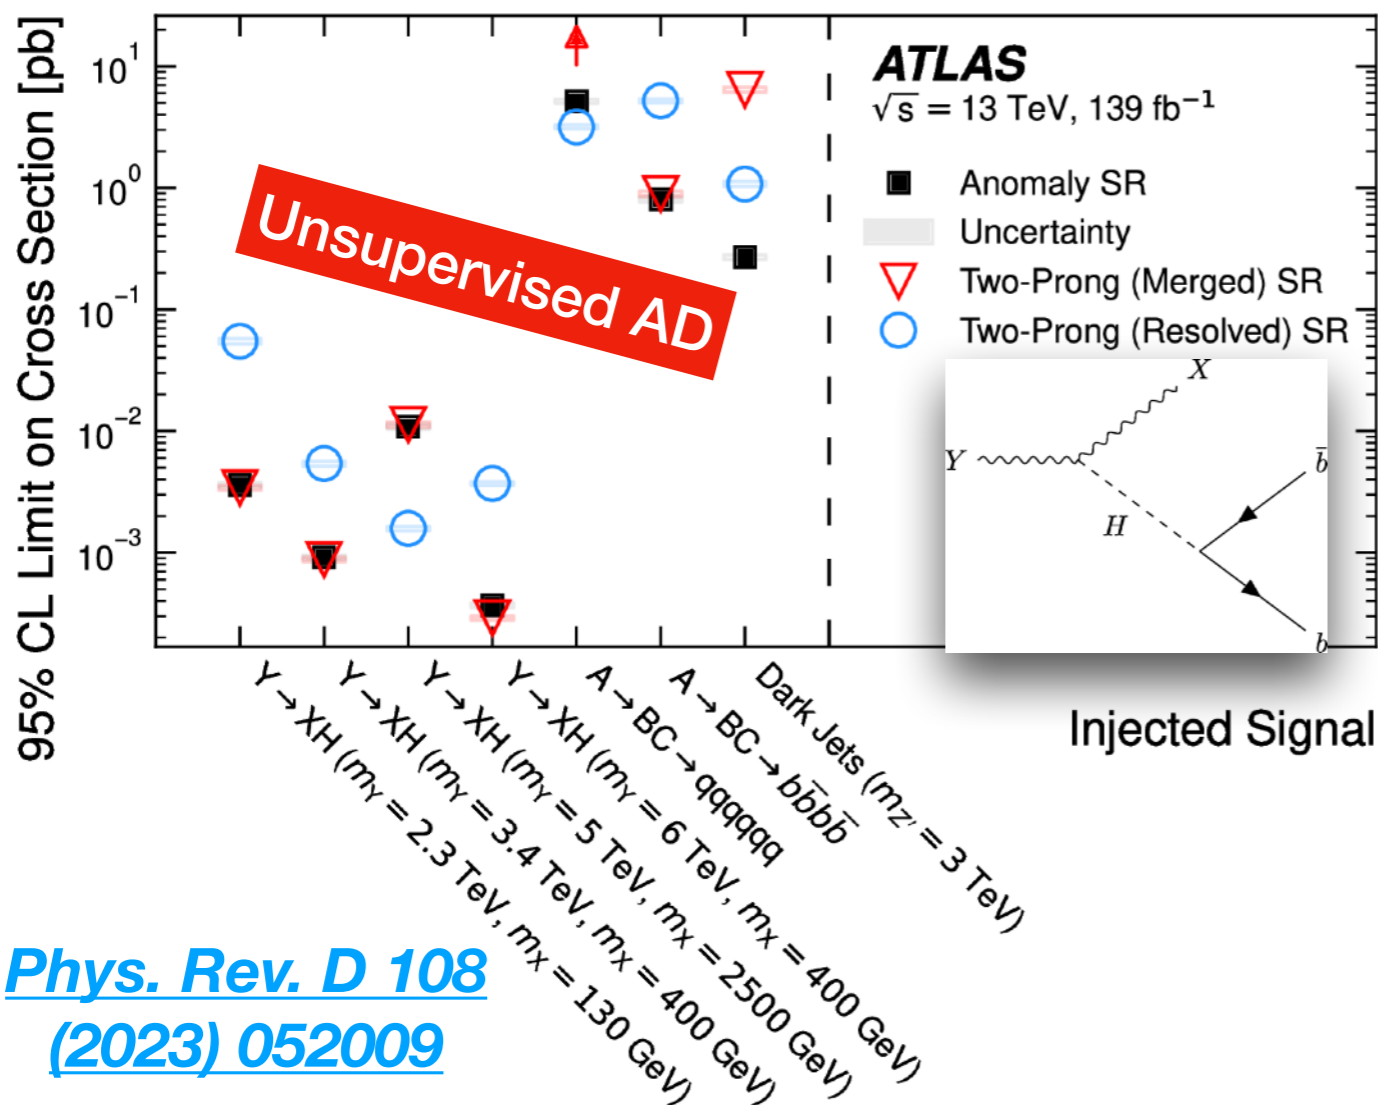 95% CL Limit on Cross Section [pb]
10¹
10⁰
10⁻¹
10⁻²
10⁻³
Unsupervised AD
ATLAS
√s = 13 TeV, 139 fb⁻¹
Anomaly SR
Uncertainty
Two-Prong (Merged) SR
Two-Prong (Resolved) SR
X
Y
H
b̄
b
Y→XH (m_Y = 2.3 TeV, m_X = 130 GeV)
Y→XH (m_Y = 3.4 TeV, m_X = 400 GeV)
Y→XH (m_Y = 5 TeV, m_X = 2500 GeV)
Y→XH (m_Y = 6 TeV, m_X = 400 GeV)
A→BC→qqqqqq
A→BC→bb̄bb̄
Dark Jets (m_Z′ = 3 TeV)
Injected Signal
Phys. Rev. D 108
(2023) 052009